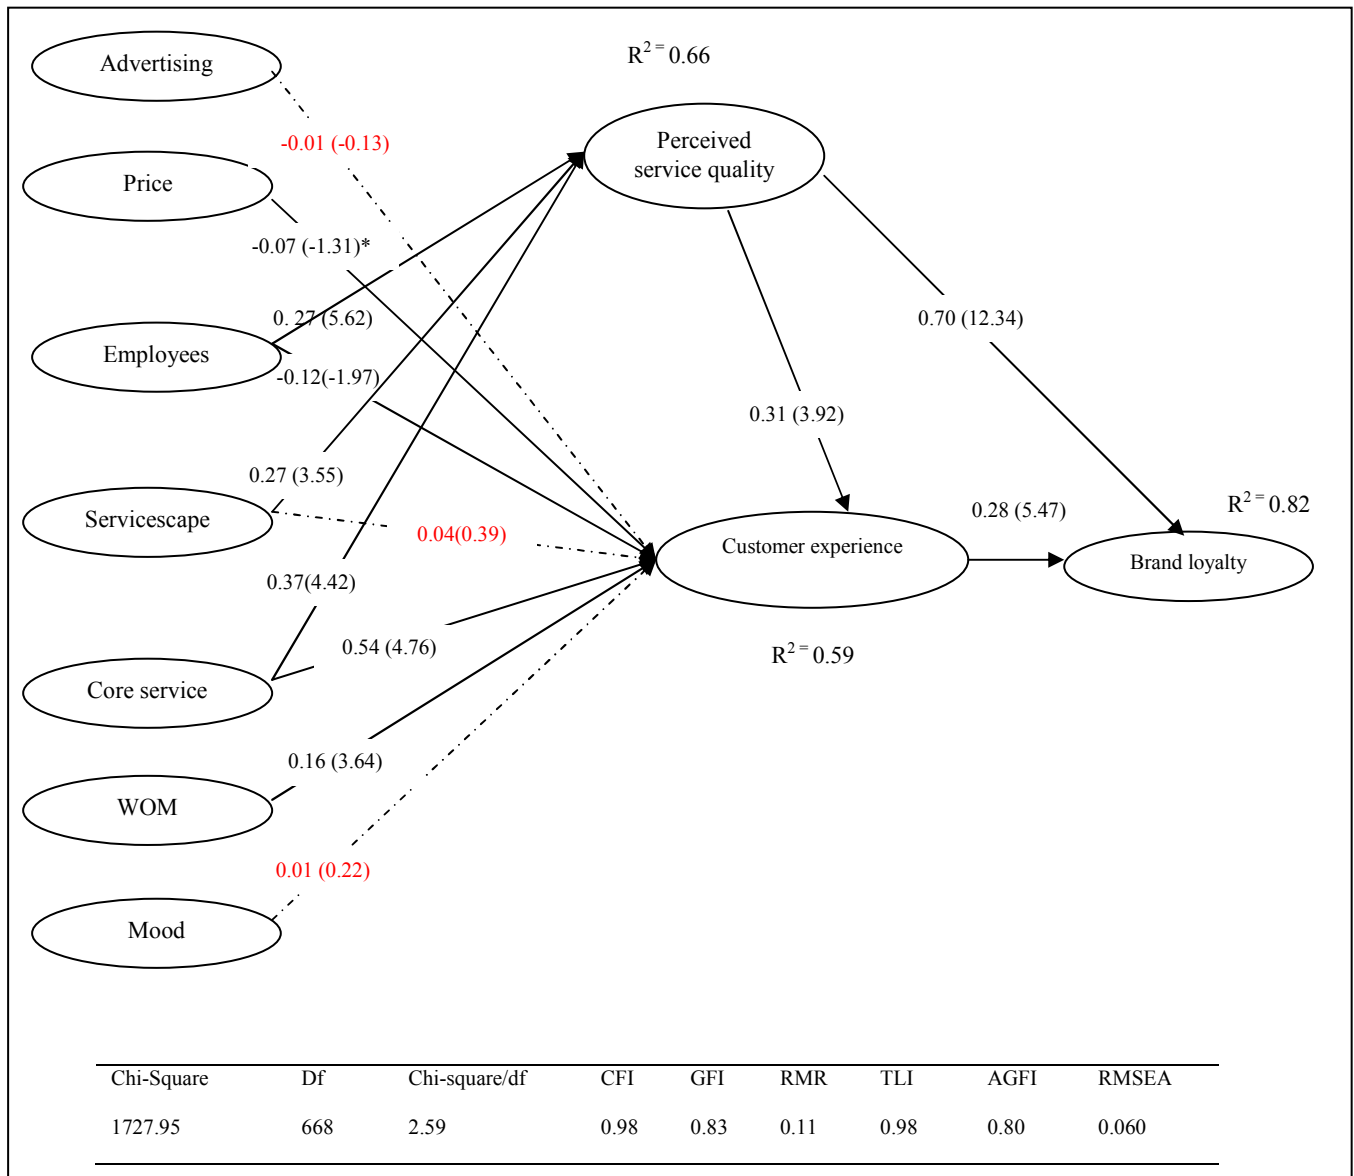 Advertising
R² = 0.66
Perceived
service quality
-0.01 (-0.13)
Price
-0.07 (-1.31)*
0. 27 (5.62)
0.70 (12.34)
Employees
-0.12(-1.97)
0.31 (3.92)
0.27 (3.55)
Servicescape
0.04(0.39)
Customer experience
0.28 (5.47)
R² = 0.82
Brand loyalty
0.37(4.42)
0.54 (4.76)
R² = 0.59
Core service
0.16 (3.64)
WOM
0.01 (0.22)
Mood
Chi-Square Df Chi-square/df CFI GFI RMR TLI AGFI RMSEA
1727.95 668 2.59 0.98 0.83 0.11 0.98 0.80 0.060